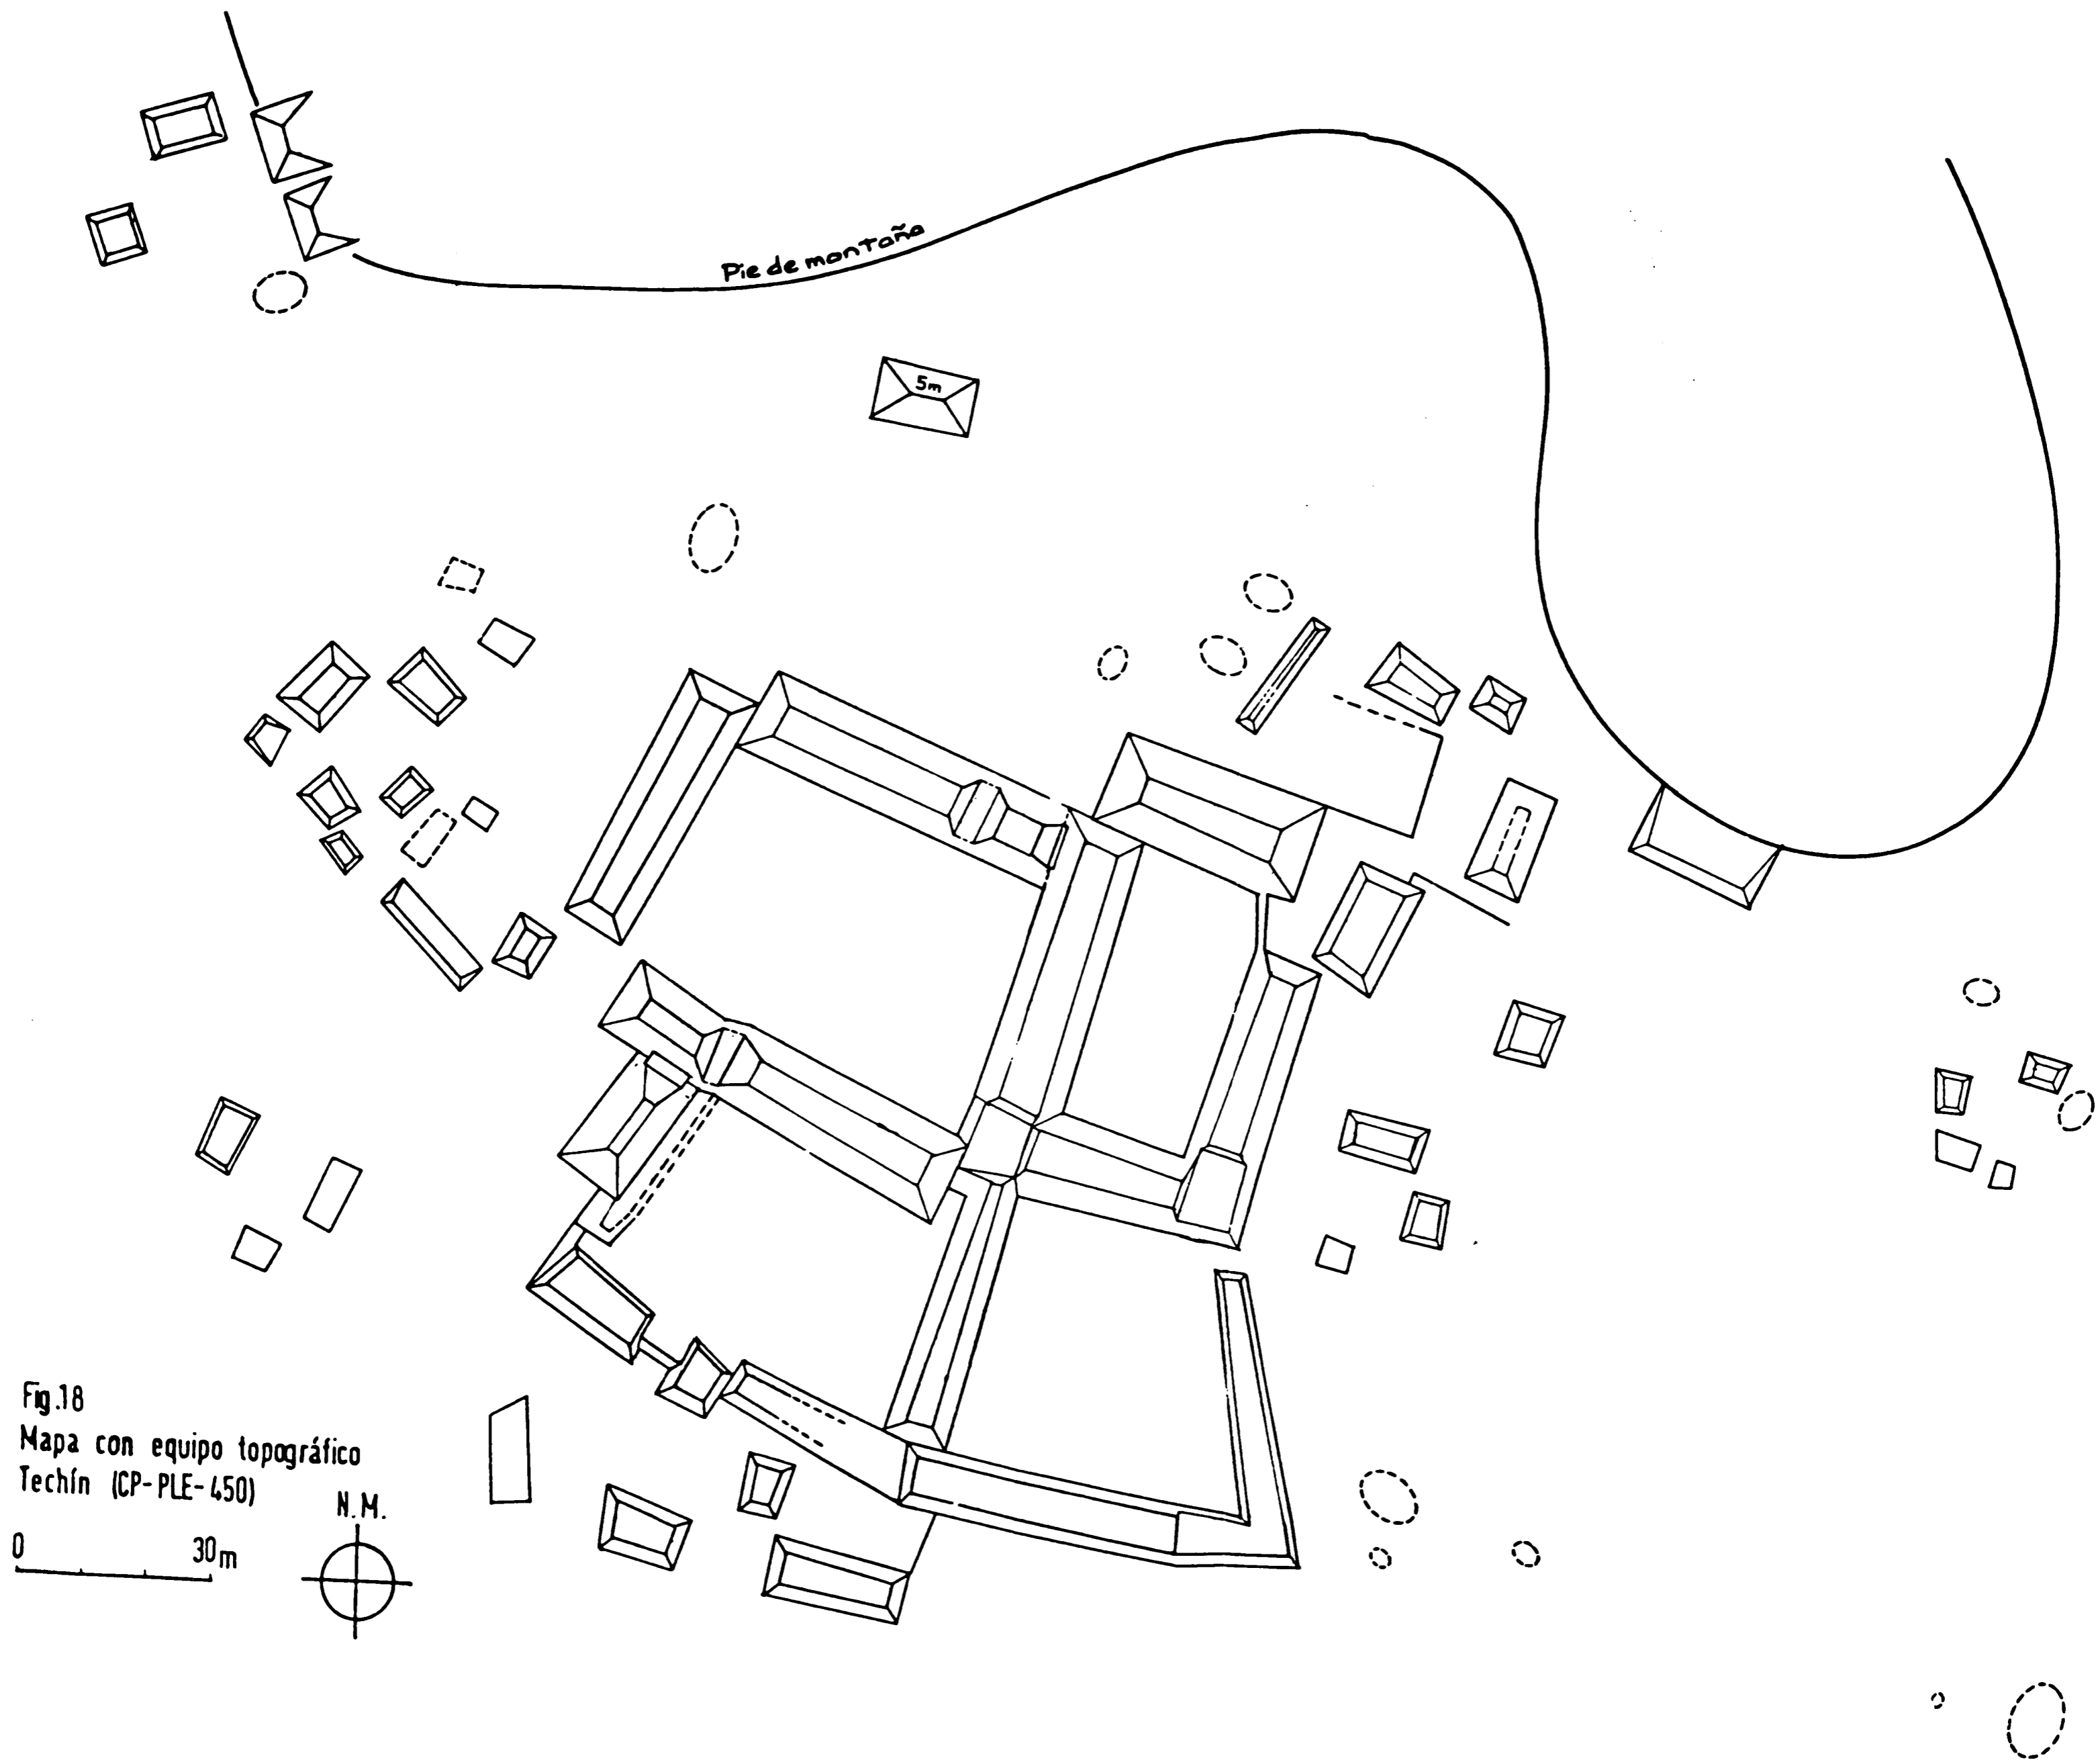 Pie de montaña
5m
Fig.18
Mapa con equipo topográfico
Techín (CP-PLE-450)
N.M.
0 30m